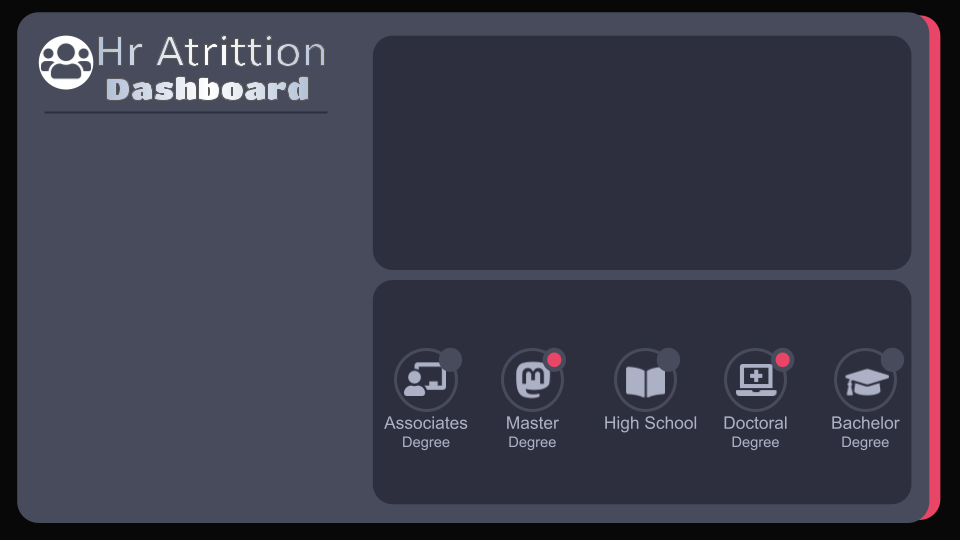 Hr Atrittion
Dashboard
Associates
Degree
Master
Degree
High School
Doctoral
Degree
Bachelor
Degree